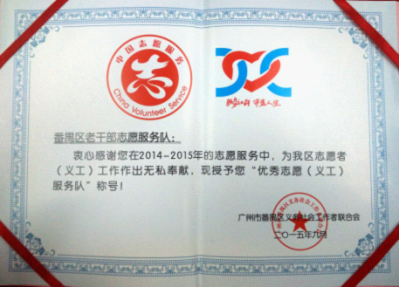 中国志愿服务
China Volunteer Service
番禺区老干部志愿服务队:
衷心感谢您在2014-2015年的志愿服务中，为我区志愿者
（义工）工作作出无私奉献，现授予您“优秀志愿（义工）
服务队”称号！
广州市番禺区义务社会工作者联合会
二〇一五年九月